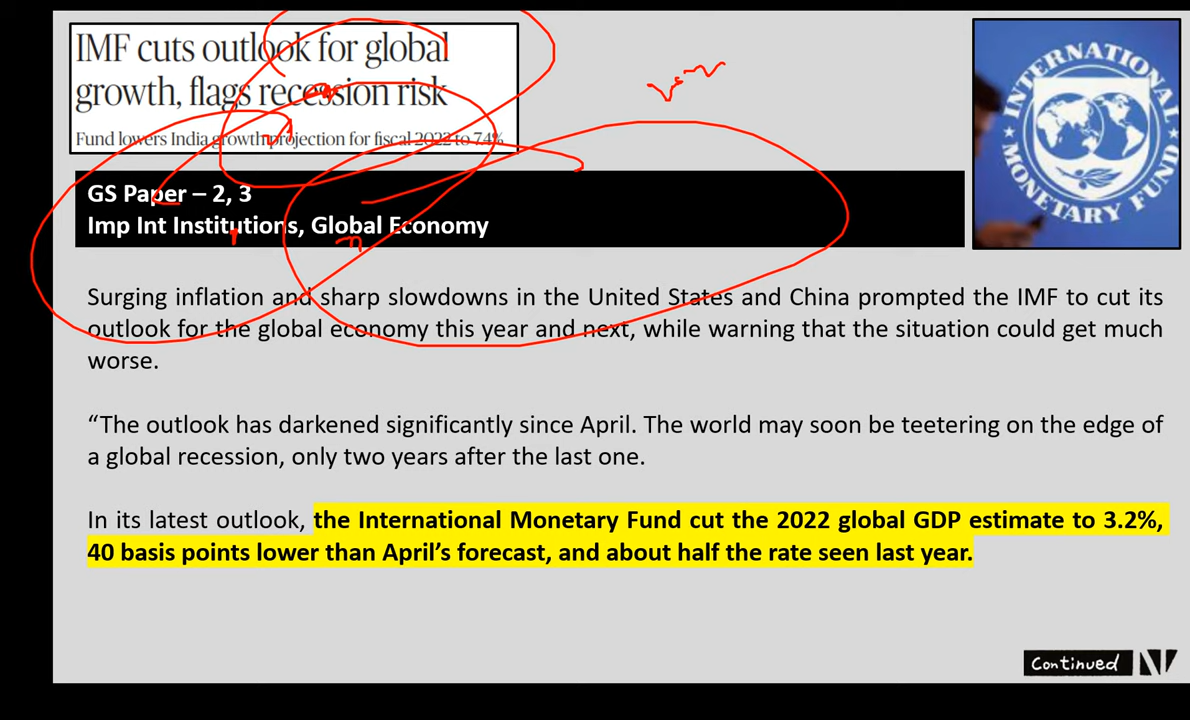 IMF cuts outlook for global
growth, flags recession risk
Fund lowers India growth projection for fiscal 2022 to 7.4%
INTERNATIONAL
MONETARY FUND
GS Paper – 2, 3
Imp Int Institutions, Global Economy
Surging inflation and sharp slowdowns in the United States and China prompted the IMF to cut its
outlook for the global economy this year and next, while warning that the situation could get much
worse.
“The outlook has darkened significantly since April. The world may soon be teetering on the edge of
a global recession, only two years after the last one.
In its latest outlook, the International Monetary Fund cut the 2022 global GDP estimate to 3.2%,
40 basis points lower than April’s forecast, and about half the rate seen last year.
Continued